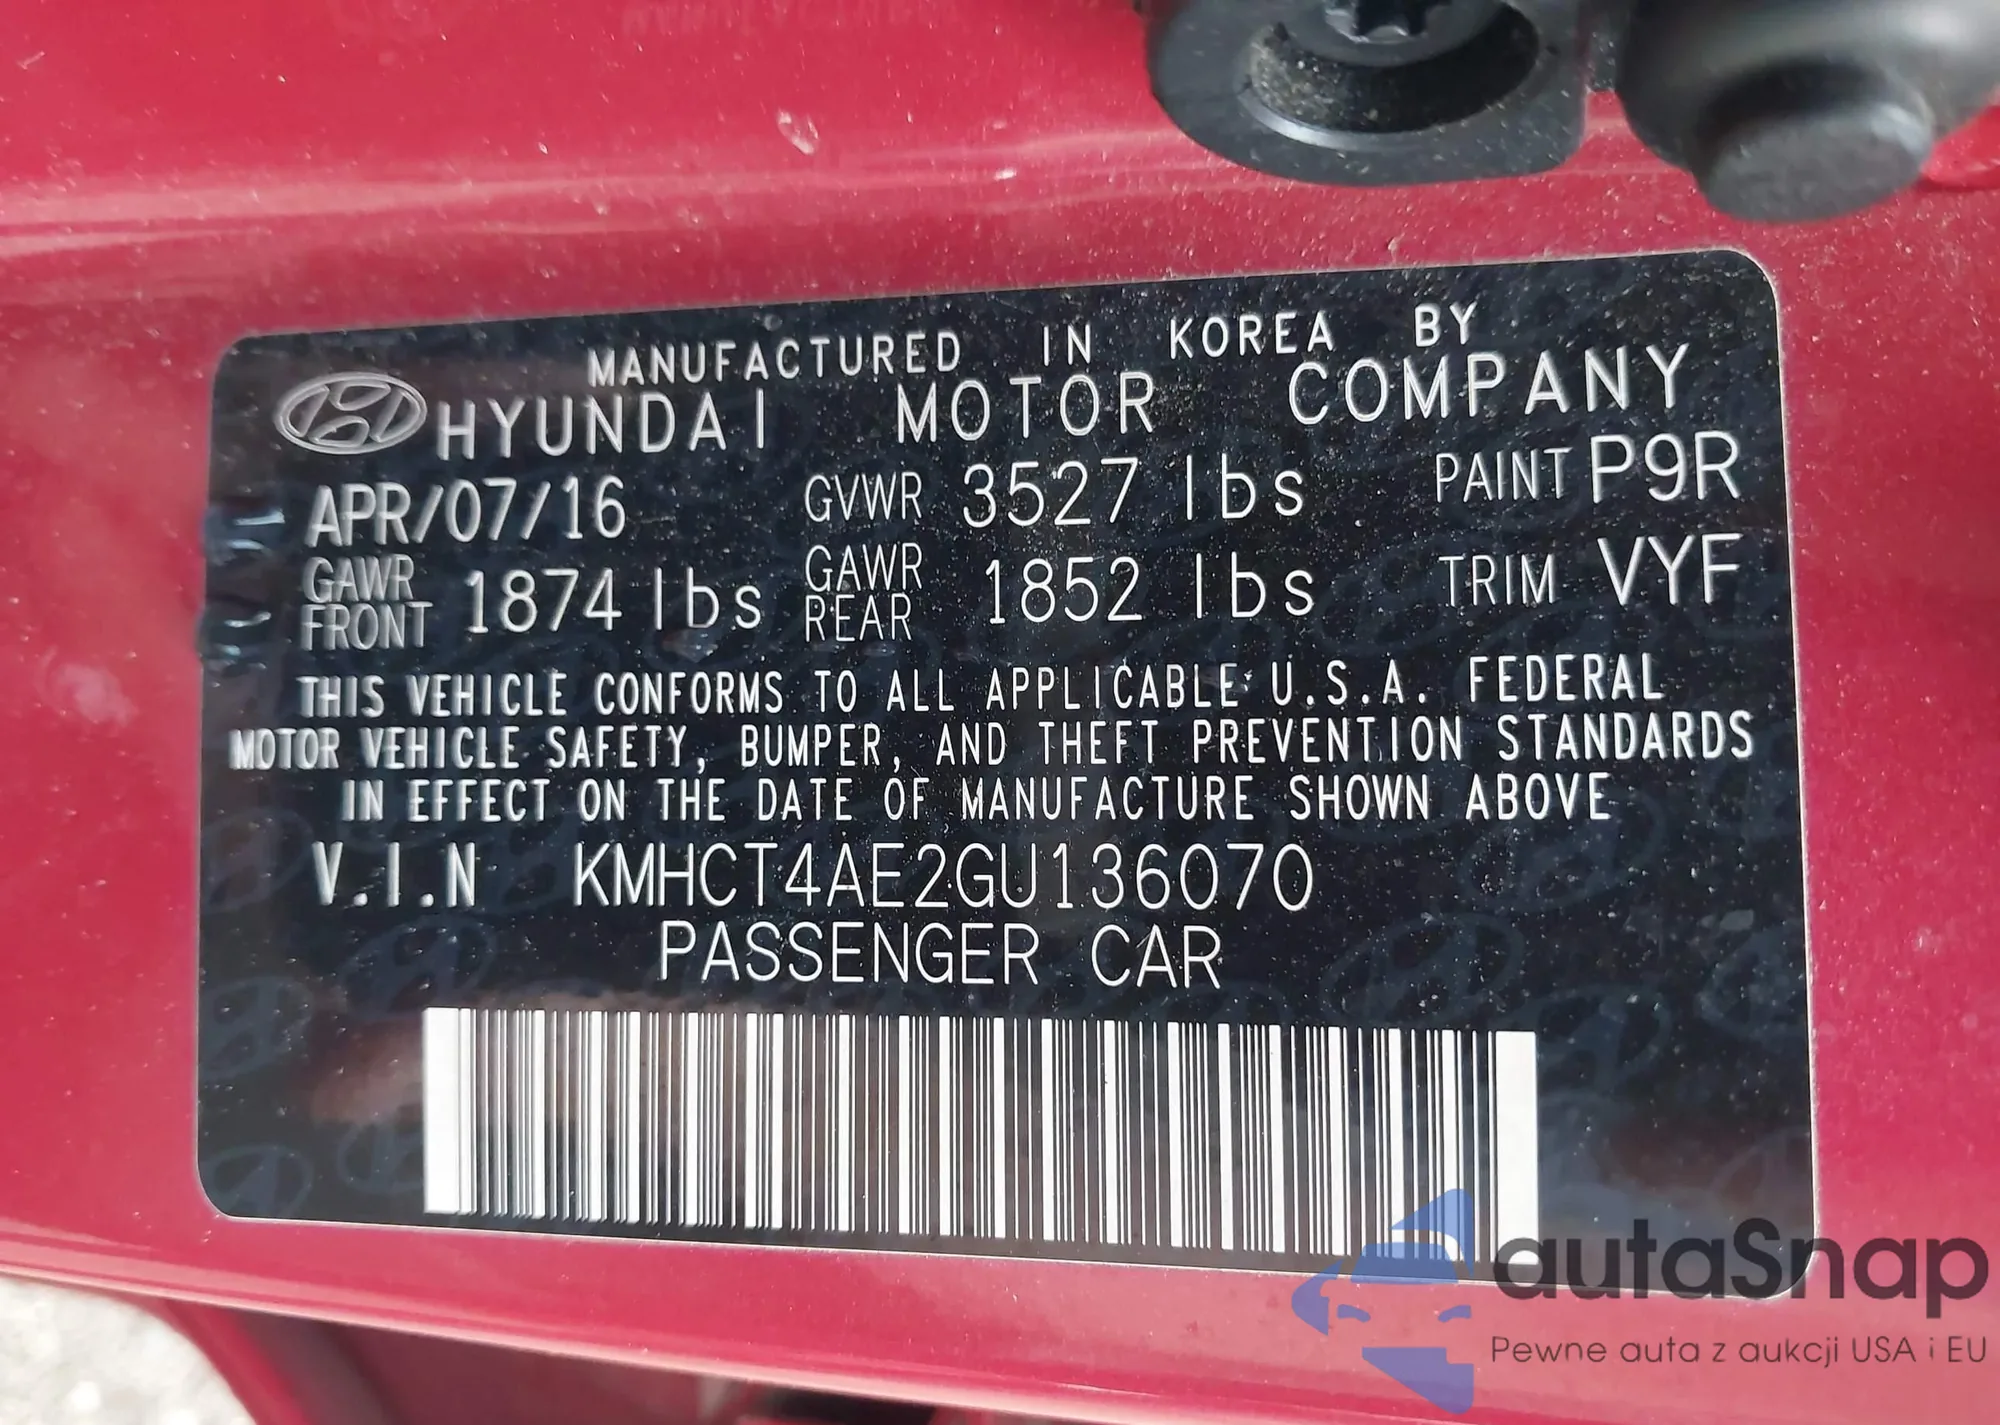 MANUFACTURED IN KOREA BY
HYUNDAI MOTOR COMPANY
APR/07/16 GVWR 3527 lbs PAINT P9R
GAWR FRONT 1874 lbs GAWR REAR 1852 lbs TRIM VYF
THIS VEHICLE CONFORMS TO ALL APPLICABLE U.S.A. FEDERAL
MOTOR VEHICLE SAFETY, BUMPER, AND THEFT PREVENTION STANDARDS
IN EFFECT ON THE DATE OF MANUFACTURE SHOWN ABOVE
V.I.N KMHCT4AE2GU136070
PASSENGER CAR
autaSnap
Pewne auta z aukcji USA i EU